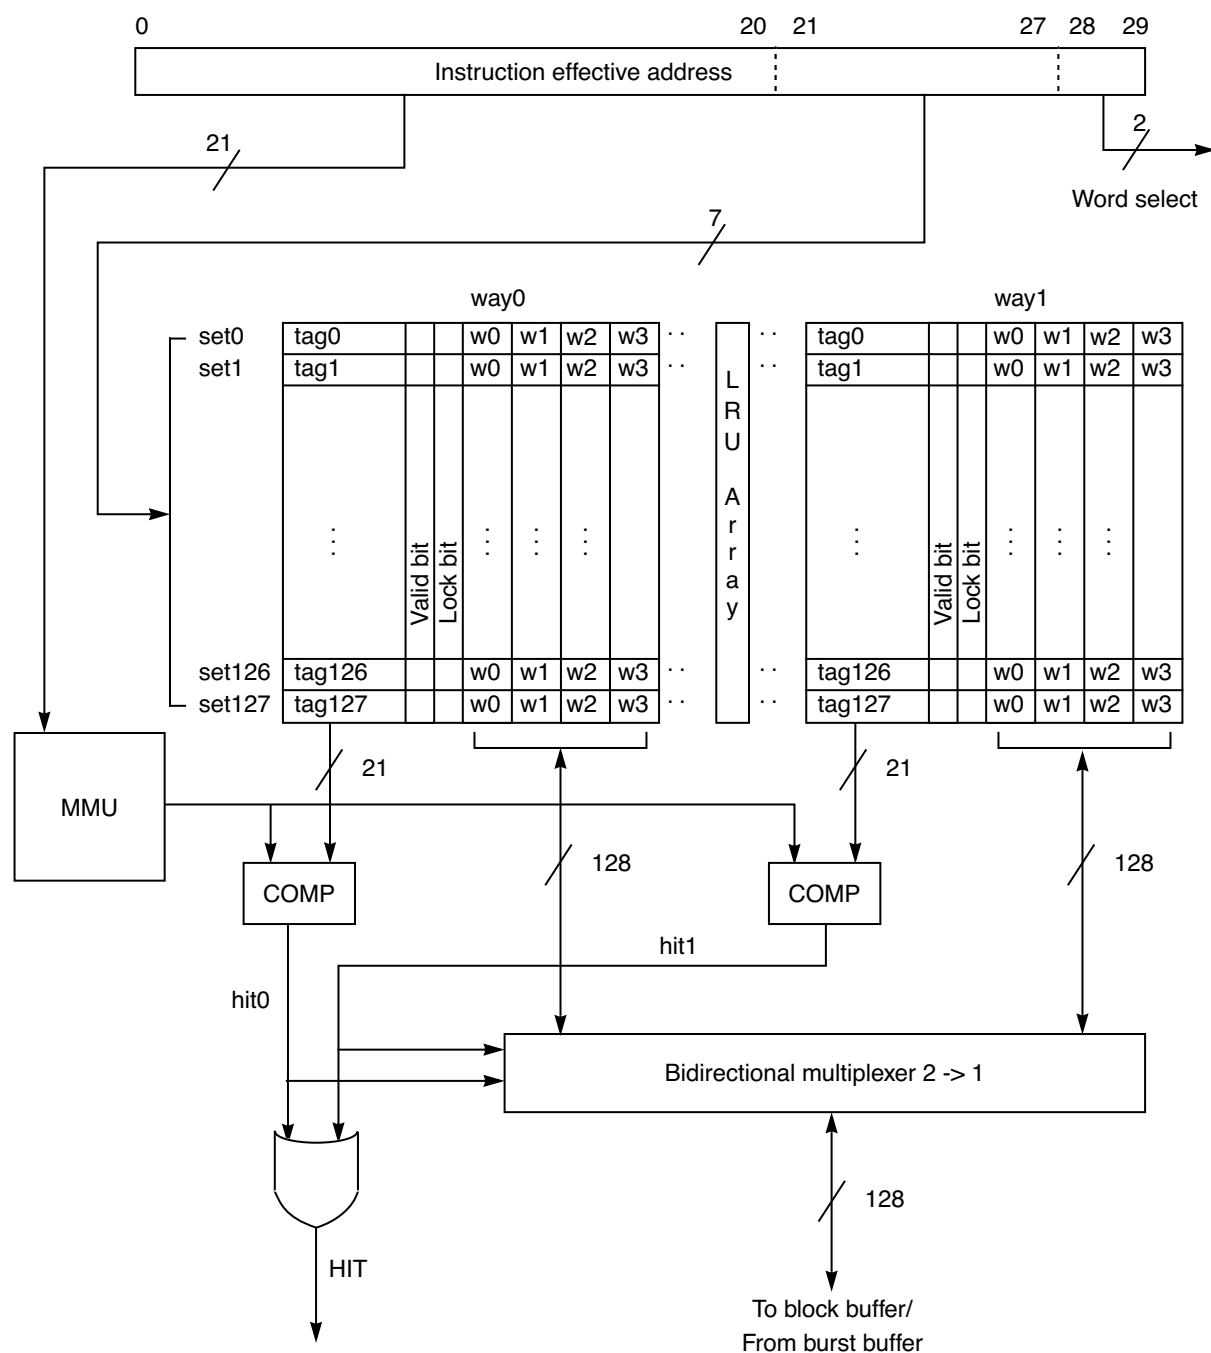 0 20 21 27 28 29
Instruction effective address
21
2
Word select
7
way0 way1
set0 tag0 w0 w1 w2 w3 . . . . tag0 w0 w1 w2 w3
set1 tag1 w0 w1 w2 w3 . . . . tag1 w0 w1 w2 w3
LRU Array
. . . . . . . . . . . . . . . . . . . . . . . .
Valid bit Lock bit Valid bit Lock bit
set126 tag126 w0 w1 w2 w3 . . . . tag126 w0 w1 w2 w3
set127 tag127 w0 w1 w2 w3 . . . . tag127 w0 w1 w2 w3
21 21
MMU
128 128
COMP COMP
hit1
hit0
Bidirectional multiplexer 2 -> 1
128
HIT
To block buffer/
From burst buffer